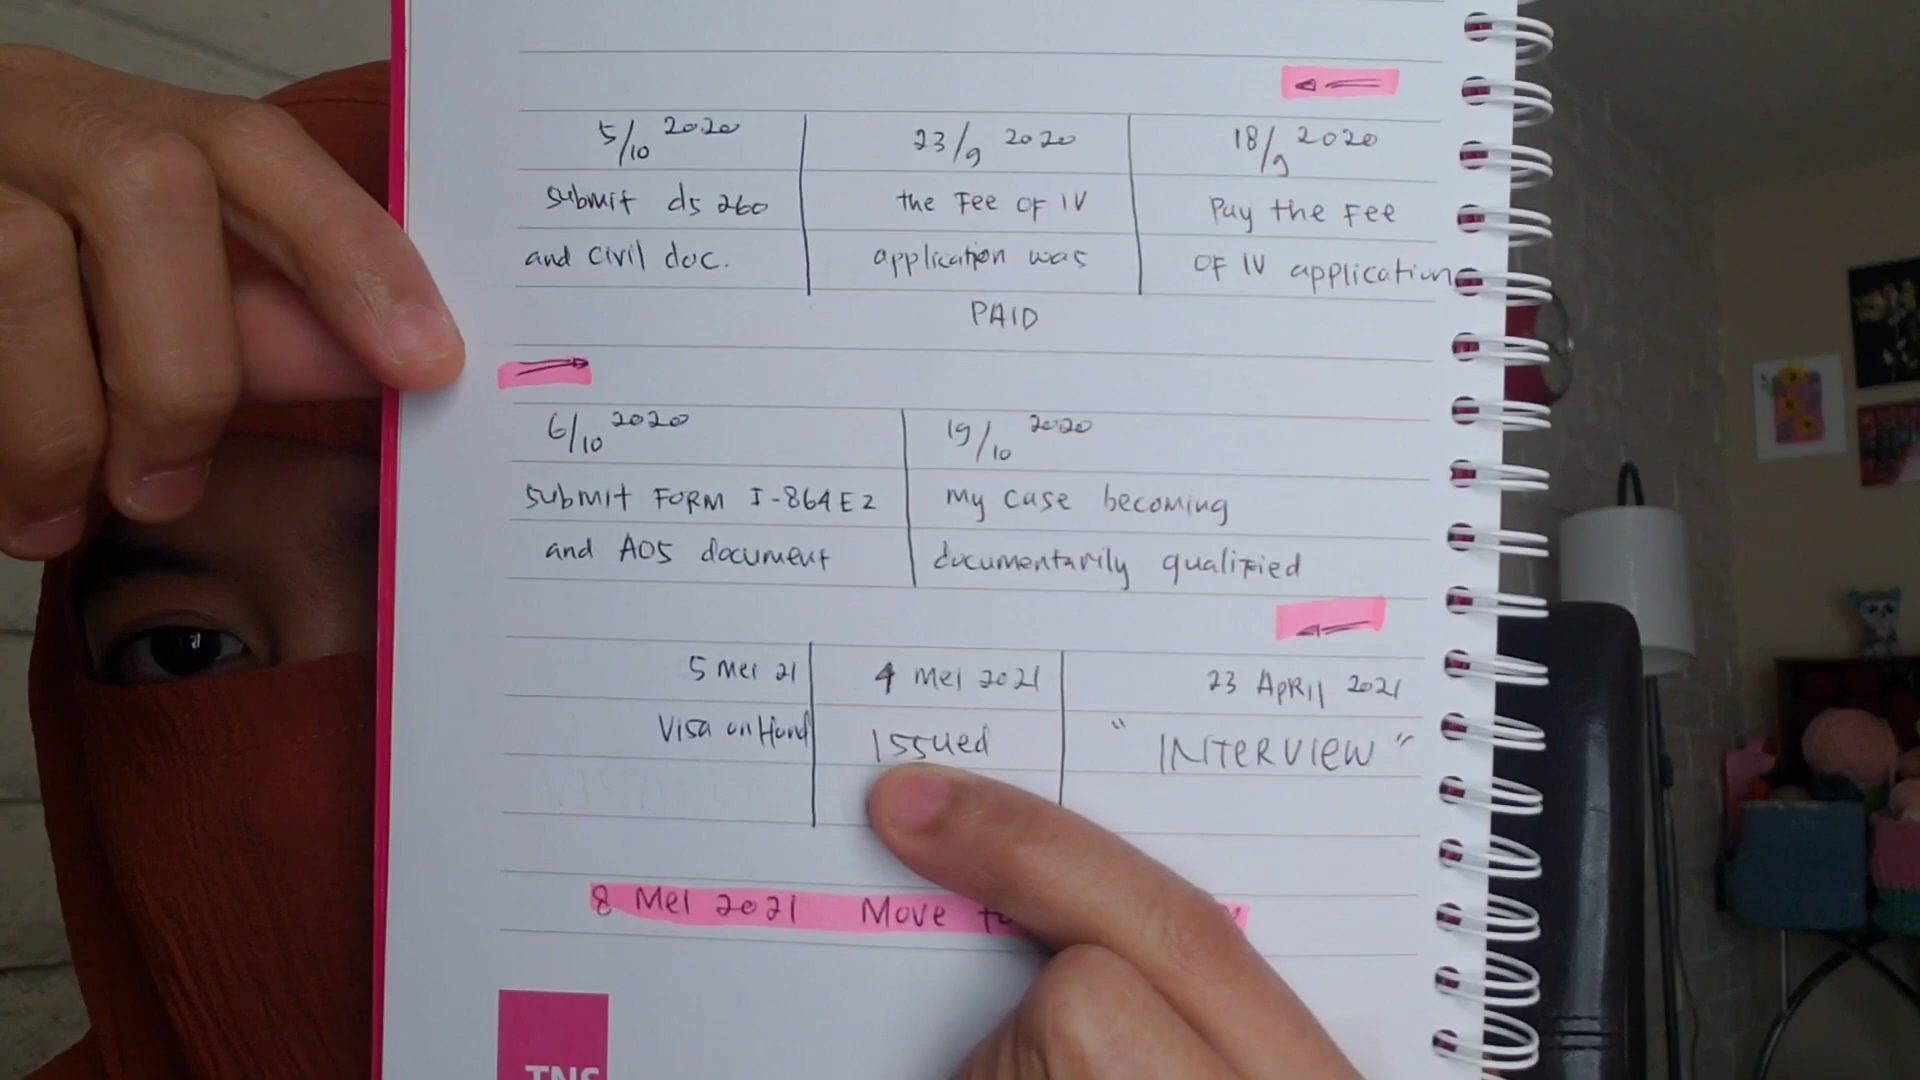 5/10 2020
submit ds 260
and civil doc.
23/9 2020
the Fee OF IV
application was
PAID
18/9 2020
Pay the Fee
OF IV application
6/10 2020
submit FORM I-864EZ
and AOS document
19/10 2020
My case becoming
documentarily qualified
5 Mei 21
Visa on Hand
4 Mei 2021
Issued
23 APRIl 2021
" INTERVIEW "
8 Mei 2021 Move
TNS